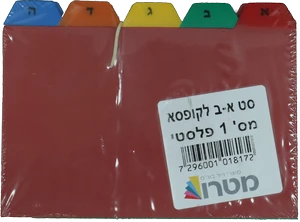 א ב ג ד ה
סט א-ב לקופסא
מס' 1 פלסטי
7 296001 018172
מטרו